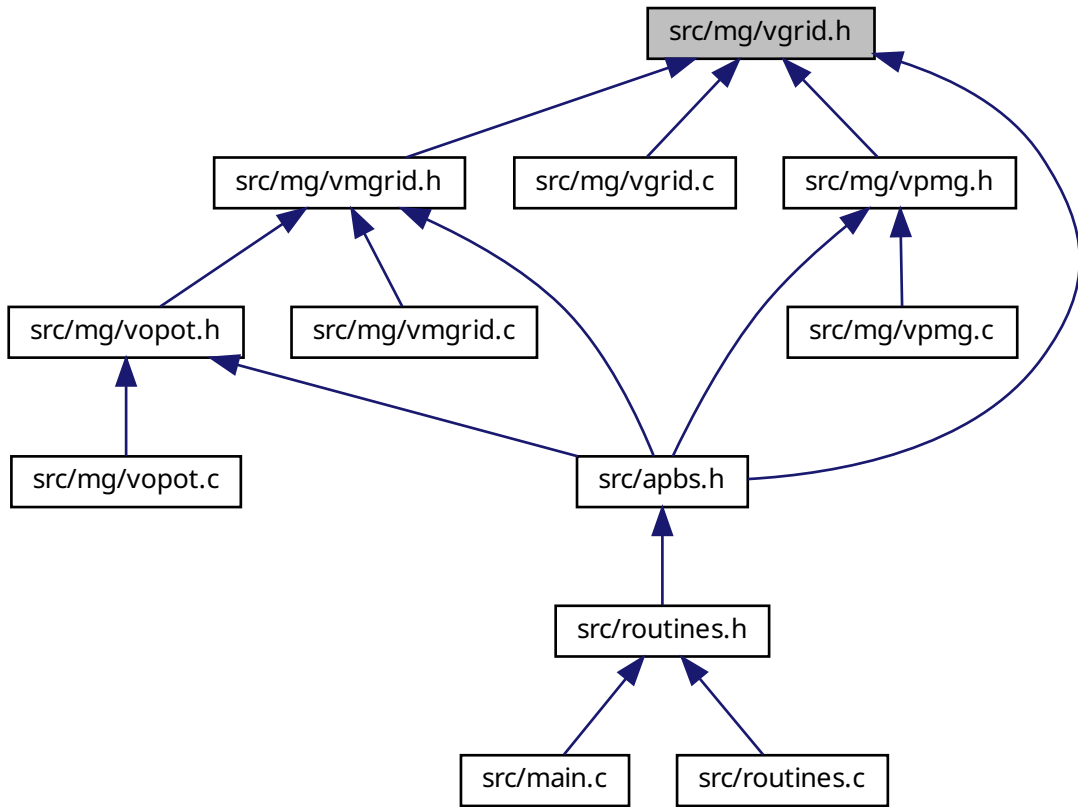 src/mg/vgrid.h
src/mg/vmgrid.h
src/mg/vgrid.c
src/mg/vpmg.h
src/mg/vopot.h
src/mg/vmgrid.c
src/mg/vpmg.c
src/mg/vopot.c
src/apbs.h
src/routines.h
src/main.c
src/routines.c